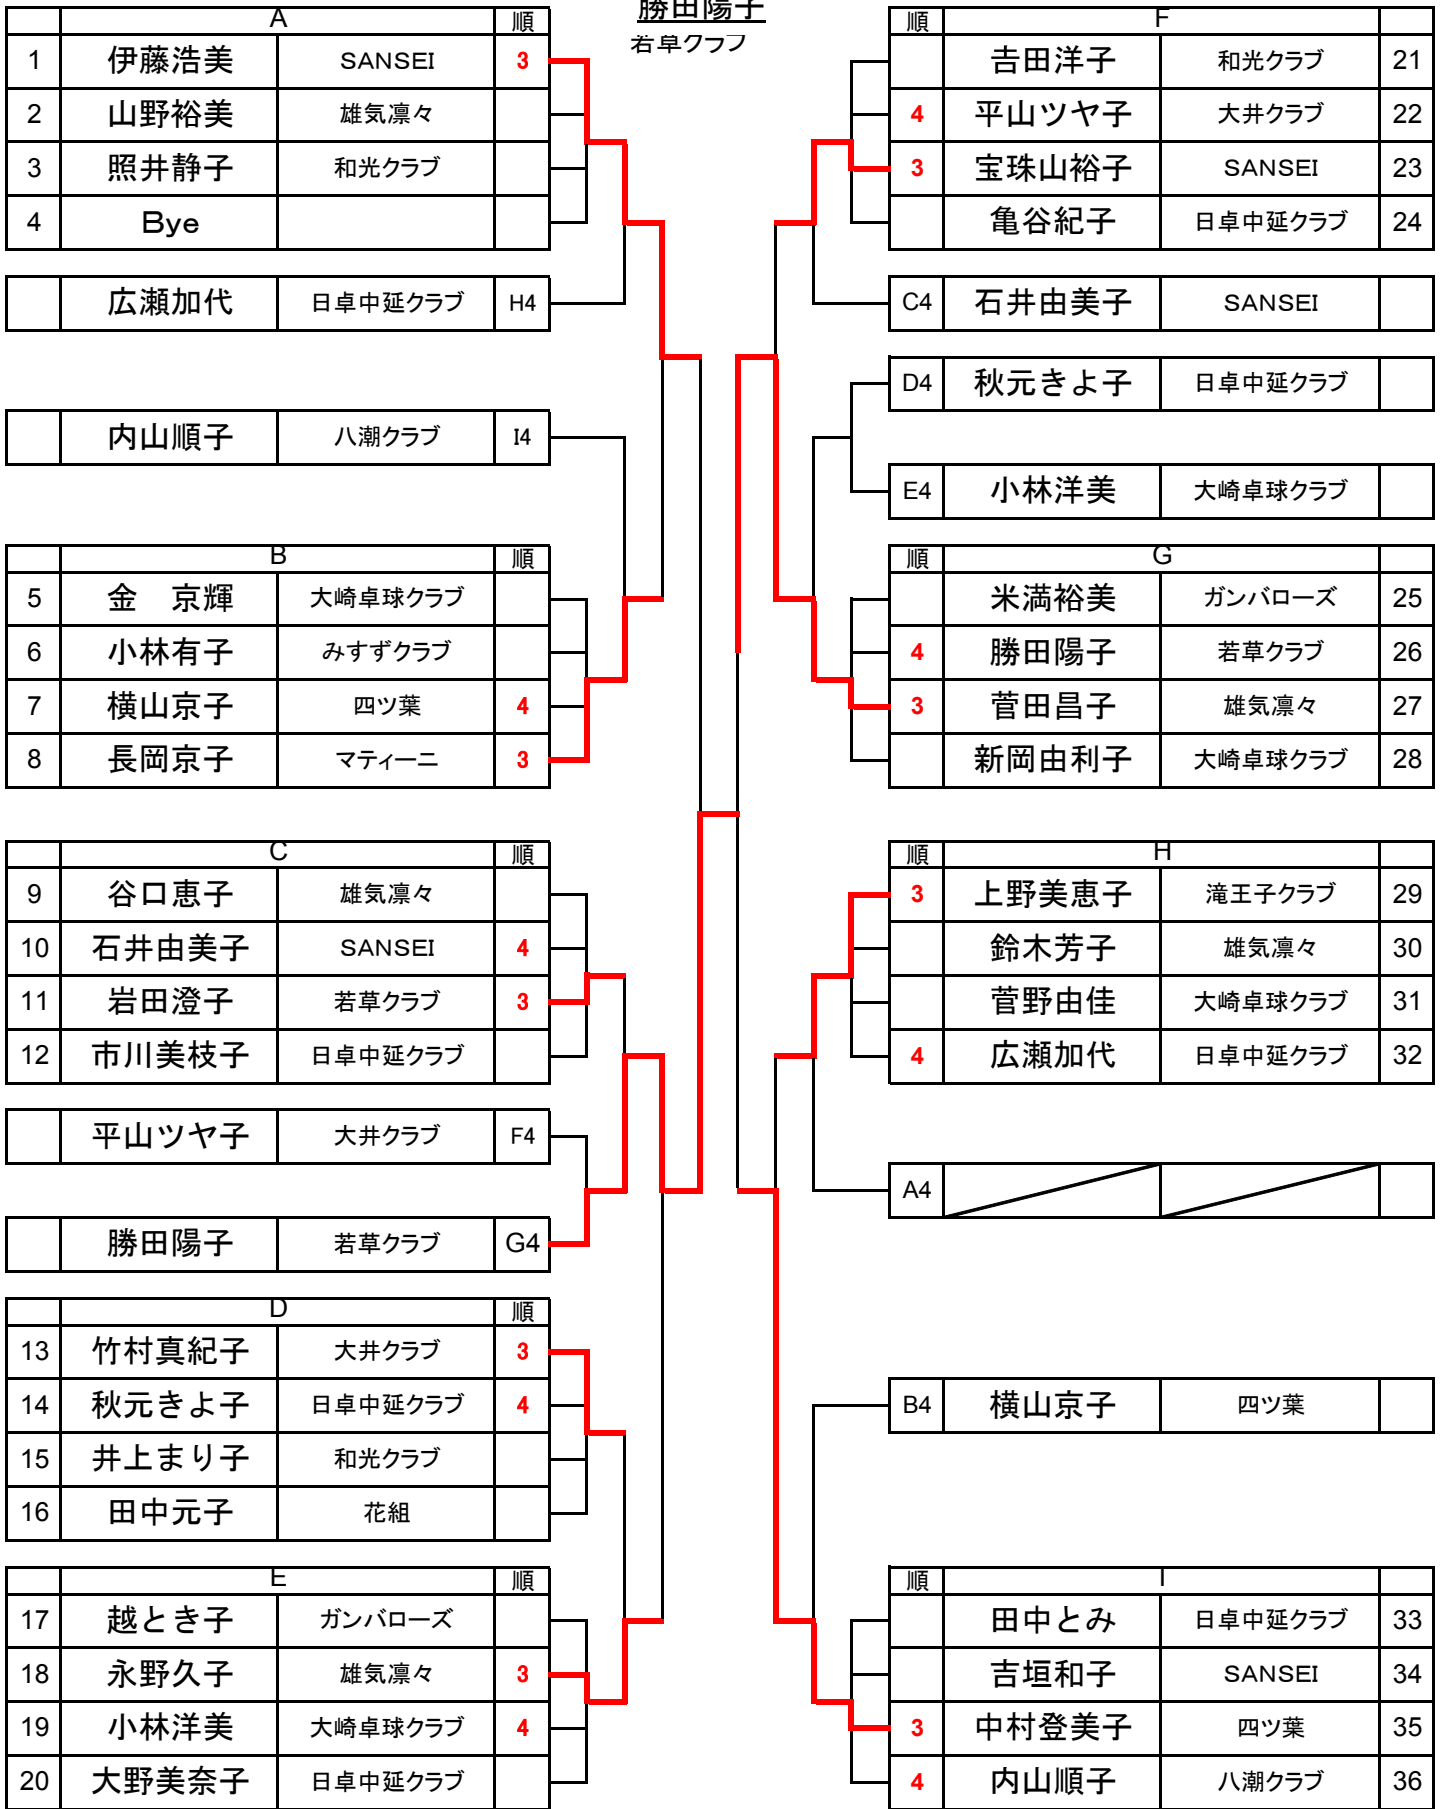 勝田陽子
若草クラブ
A 順
1 伊藤浩美 SANSEI 3
2 山野裕美 雄気凛々
3 照井静子 和光クラブ
4 Bye
広瀬加代 日卓中延クラブ H4
内山順子 八潮クラブ I4
B 順
5 金 京輝 大崎卓球クラブ
6 小林有子 みすずクラブ
7 横山京子 四ツ葉 4
8 長岡京子 マティーニ 3
C 順
9 谷口恵子 雄気凛々
10 石井由美子 SANSEI 4
11 岩田澄子 若草クラブ 3
12 市川美枝子 日卓中延クラブ
平山ツヤ子 大井クラブ F4
勝田陽子 若草クラブ G4
D 順
13 竹村真紀子 大井クラブ 3
14 秋元きよ子 日卓中延クラブ 4
15 井上まり子 和光クラブ
16 田中元子 花組
E 順
17 越とき子 ガンバローズ
18 永野久子 雄気凛々 3
19 小林洋美 大崎卓球クラブ 4
20 大野美奈子 日卓中延クラブ
順 F
吉田洋子 和光クラブ 21
4 平山ツヤ子 大井クラブ 22
3 宝珠山裕子 SANSEI 23
亀谷紀子 日卓中延クラブ 24
C4 石井由美子 SANSEI
D4 秋元きよ子 日卓中延クラブ
E4 小林洋美 大崎卓球クラブ
順 G
米満裕美 ガンバローズ 25
4 勝田陽子 若草クラブ 26
3 菅田昌子 雄気凛々 27
新岡由利子 大崎卓球クラブ 28
順 H
3 上野美恵子 滝王子クラブ 29
鈴木芳子 雄気凛々 30
菅野由佳 大崎卓球クラブ 31
4 広瀬加代 日卓中延クラブ 32
A4
B4 横山京子 四ツ葉
順 I
田中とみ 日卓中延クラブ 33
吉垣和子 SANSEI 34
3 中村登美子 四ツ葉 35
4 内山順子 八潮クラブ 36